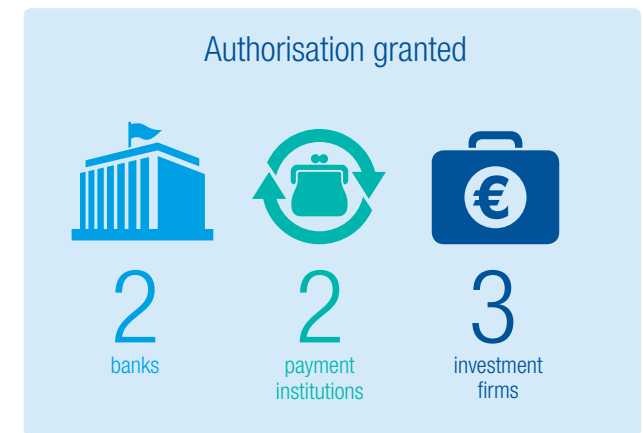 Authorisation granted
€
2
banks
2
payment
institutions
3
investment
firms